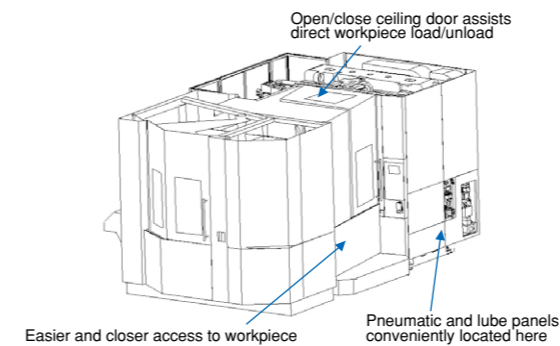 Open/close ceiling door assists
direct workpiece load/unload
Easier and closer access to workpiece
Pneumatic and lube panels
conveniently located here